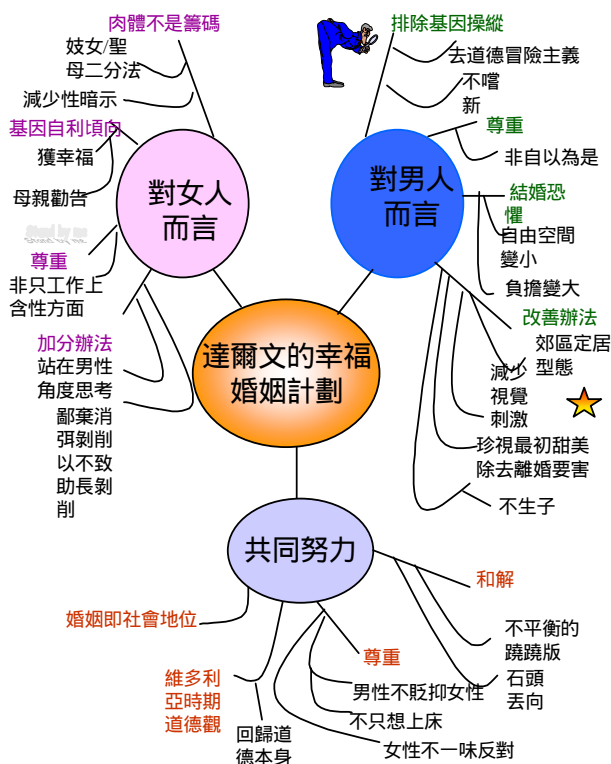 肉體不是籌碼
妓女/聖
母二分法
減少性暗示
基因自利頃向
獲幸福
母親勸告
Stand by me
尊重
非只工作上
含性方面
加分辦法
站在男性
角度思考
鄙棄消
弭剝削
以不致
助長剝
削
對女人
而言
排除基因操縱
去道德冒險主義
不嚐
新
尊重
非自以為是
結婚恐
懼
自由空間
變小
負擔變大
改善辦法
郊區定居
型態
減少
視覺
刺激
珍視最初甜美
除去離婚要害
不生子
對男人
而言
達爾文的幸福
婚姻計劃
共同努力
婚姻即社會地位
維多利
亞時期
道德觀
回歸道
德本身
尊重
男性不貶抑女性
不只想上床
女性不一味反對
和解
不平衡的
蹺蹺版
石頭
丟向